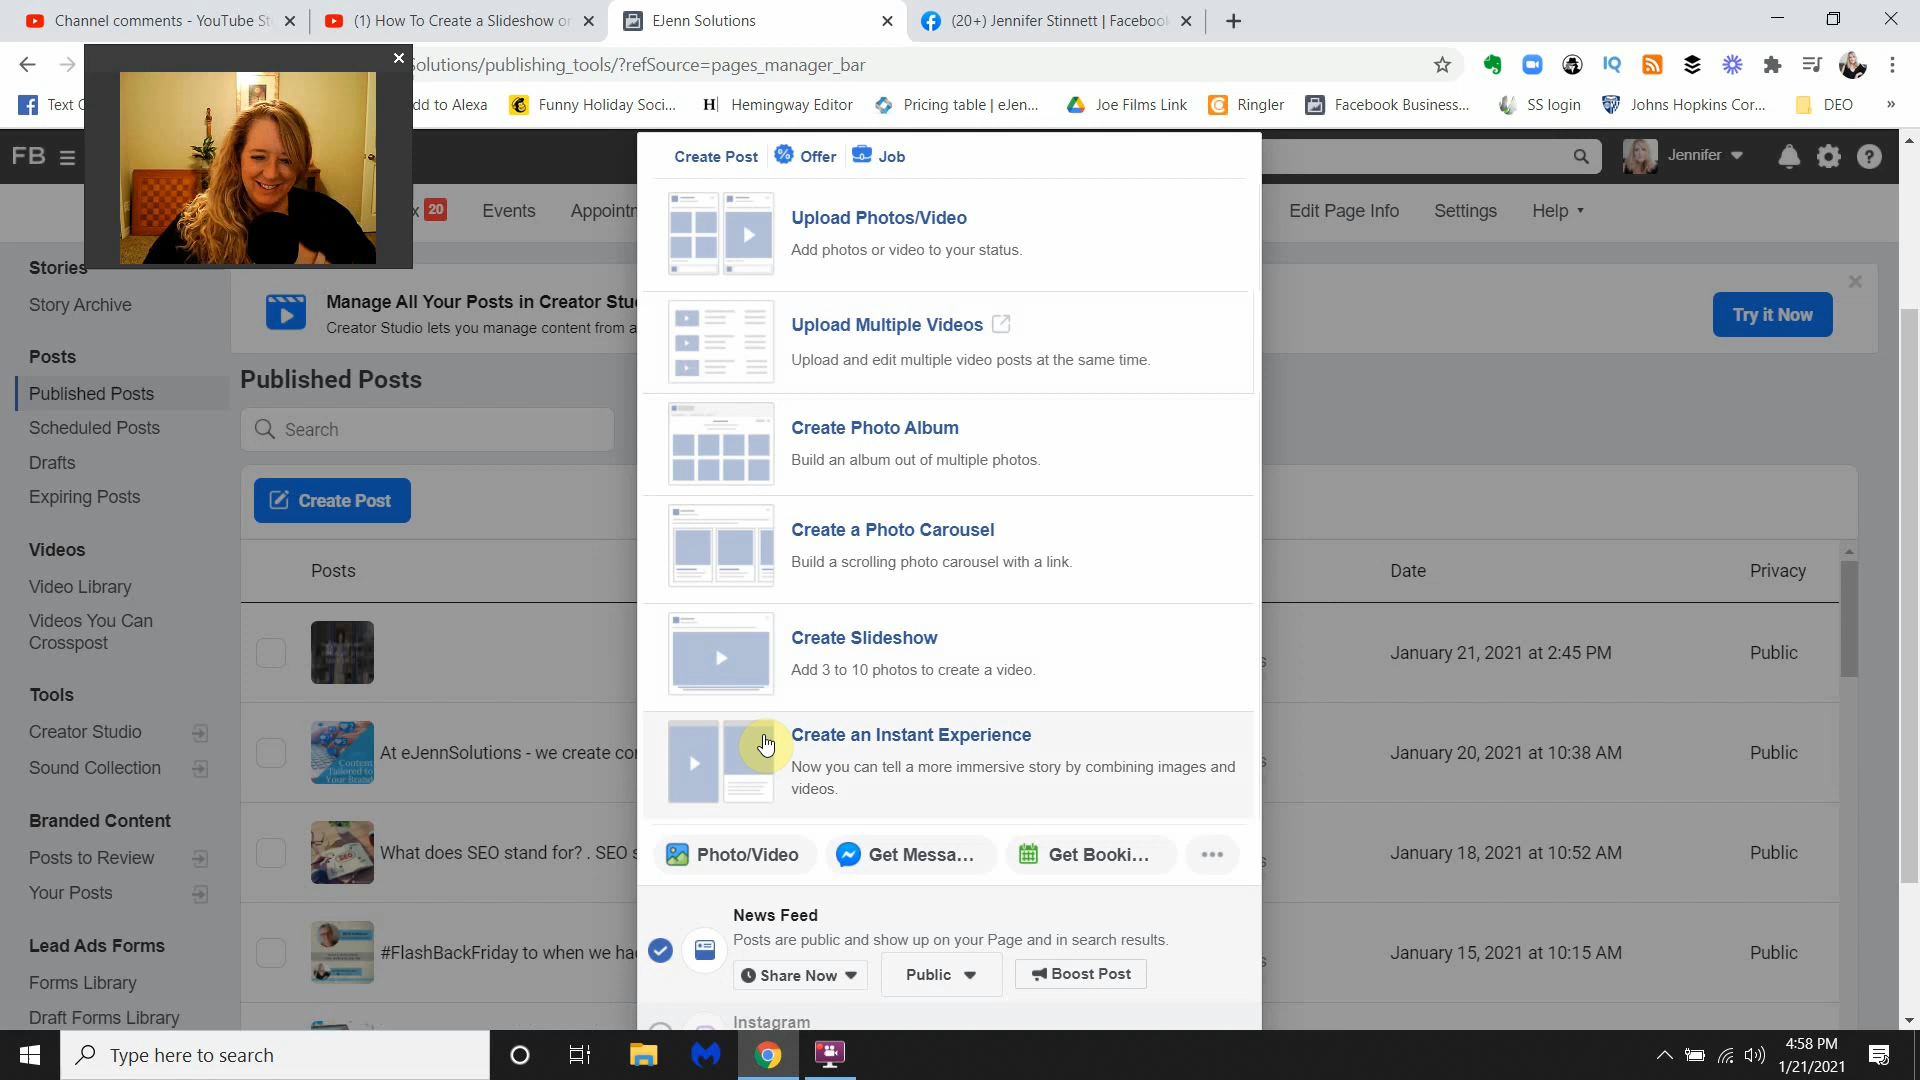 Channel comments - YouTube St
(1) How To Create a Slideshow or
EJenn Solutions
(20+) Jennifer Stinnett | Facebook
olutions/publishing_tools/?refSource=pages_manager_bar
Text C
dd to Alexa
Funny Holiday Soci...
Hemingway Editor
Pricing table | eJen...
Joe Films Link
Ringler
Facebook Business...
SS login
Johns Hopkins Cor...
DEO
»
FB
Create Post
Offer
Job
Jennifer
x 20
Events
Appointm
Edit Page Info
Settings
Help
Stories
Story Archive
Posts
Published Posts
Scheduled Posts
Drafts
Expiring Posts
Videos
Video Library
Videos You Can
Crosspost
Tools
Creator Studio
Sound Collection
Branded Content
Posts to Review
Your Posts
Lead Ads Forms
Forms Library
Draft Forms Library
Manage All Your Posts in Creator Stu
Creator Studio lets you manage content from a
Try it Now
Published Posts
Search
Create Post
Posts
Date
Privacy
January 21, 2021 at 2:45 PM
Public
Content
Tailored to
Your Brand
At eJennSolutions - we create co
January 20, 2021 at 10:38 AM
Public
SEO
What does SEO stand for? . SEO s
January 18, 2021 at 10:52 AM
Public
#FlashBackFriday to when we ha
January 15, 2021 at 10:15 AM
Public
Upload Photos/Video
Add photos or video to your status.
Upload Multiple Videos
Upload and edit multiple video posts at the same time.
Create Photo Album
Build an album out of multiple photos.
Create a Photo Carousel
Build a scrolling photo carousel with a link.
Create Slideshow
Add 3 to 10 photos to create a video.
Create an Instant Experience
Now you can tell a more immersive story by combining images and
videos.
Photo/Video
Get Messa...
Get Booki...
News Feed
Posts are public and show up on your Page and in search results.
Share Now
Public
Boost Post
Instagram
Type here to search
4:58 PM
1/21/2021